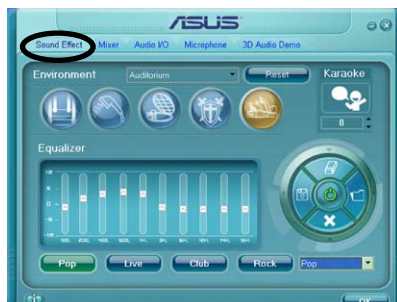 ASUS
Sound Effect Mixer Audio I/O Microphone 3D Audio Demo
Environment Auditorium Reset Karaoke
0
Equalizer
Pop Live Club Rock Pop
OK